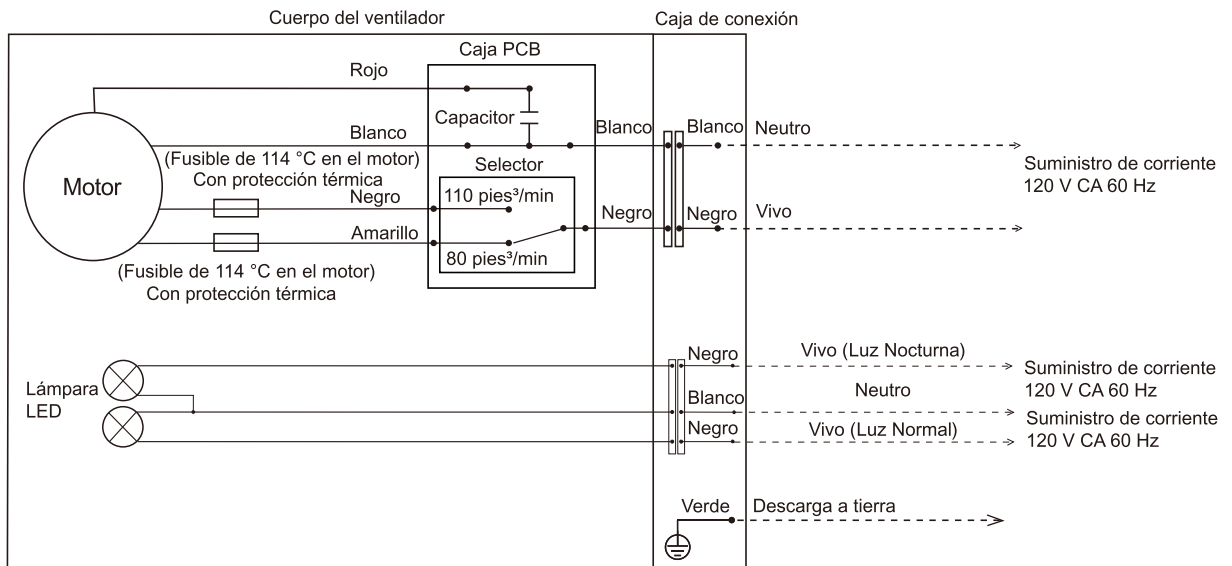 Cuerpo del ventilador
Caja de conexión
Caja PCB
Rojo
Capacitor
Blanco
Blanco
Blanco
Neutro
(Fusible de 114 °C en el motor)
Con protección térmica
Selector
Suministro de corriente
120 V CA 60 Hz
Motor
Negro
110 pies³/min
Negro
Negro
Vivo
Amarillo
80 pies³/min
(Fusible de 114 °C en el motor)
Con protección térmica
Negro
Vivo (Luz Nocturna)
Suministro de corriente
120 V CA 60 Hz
Lámpara
LED
Blanco
Neutro
Negro
Vivo (Luz Normal)
Suministro de corriente
120 V CA 60 Hz
Verde
Descarga a tierra